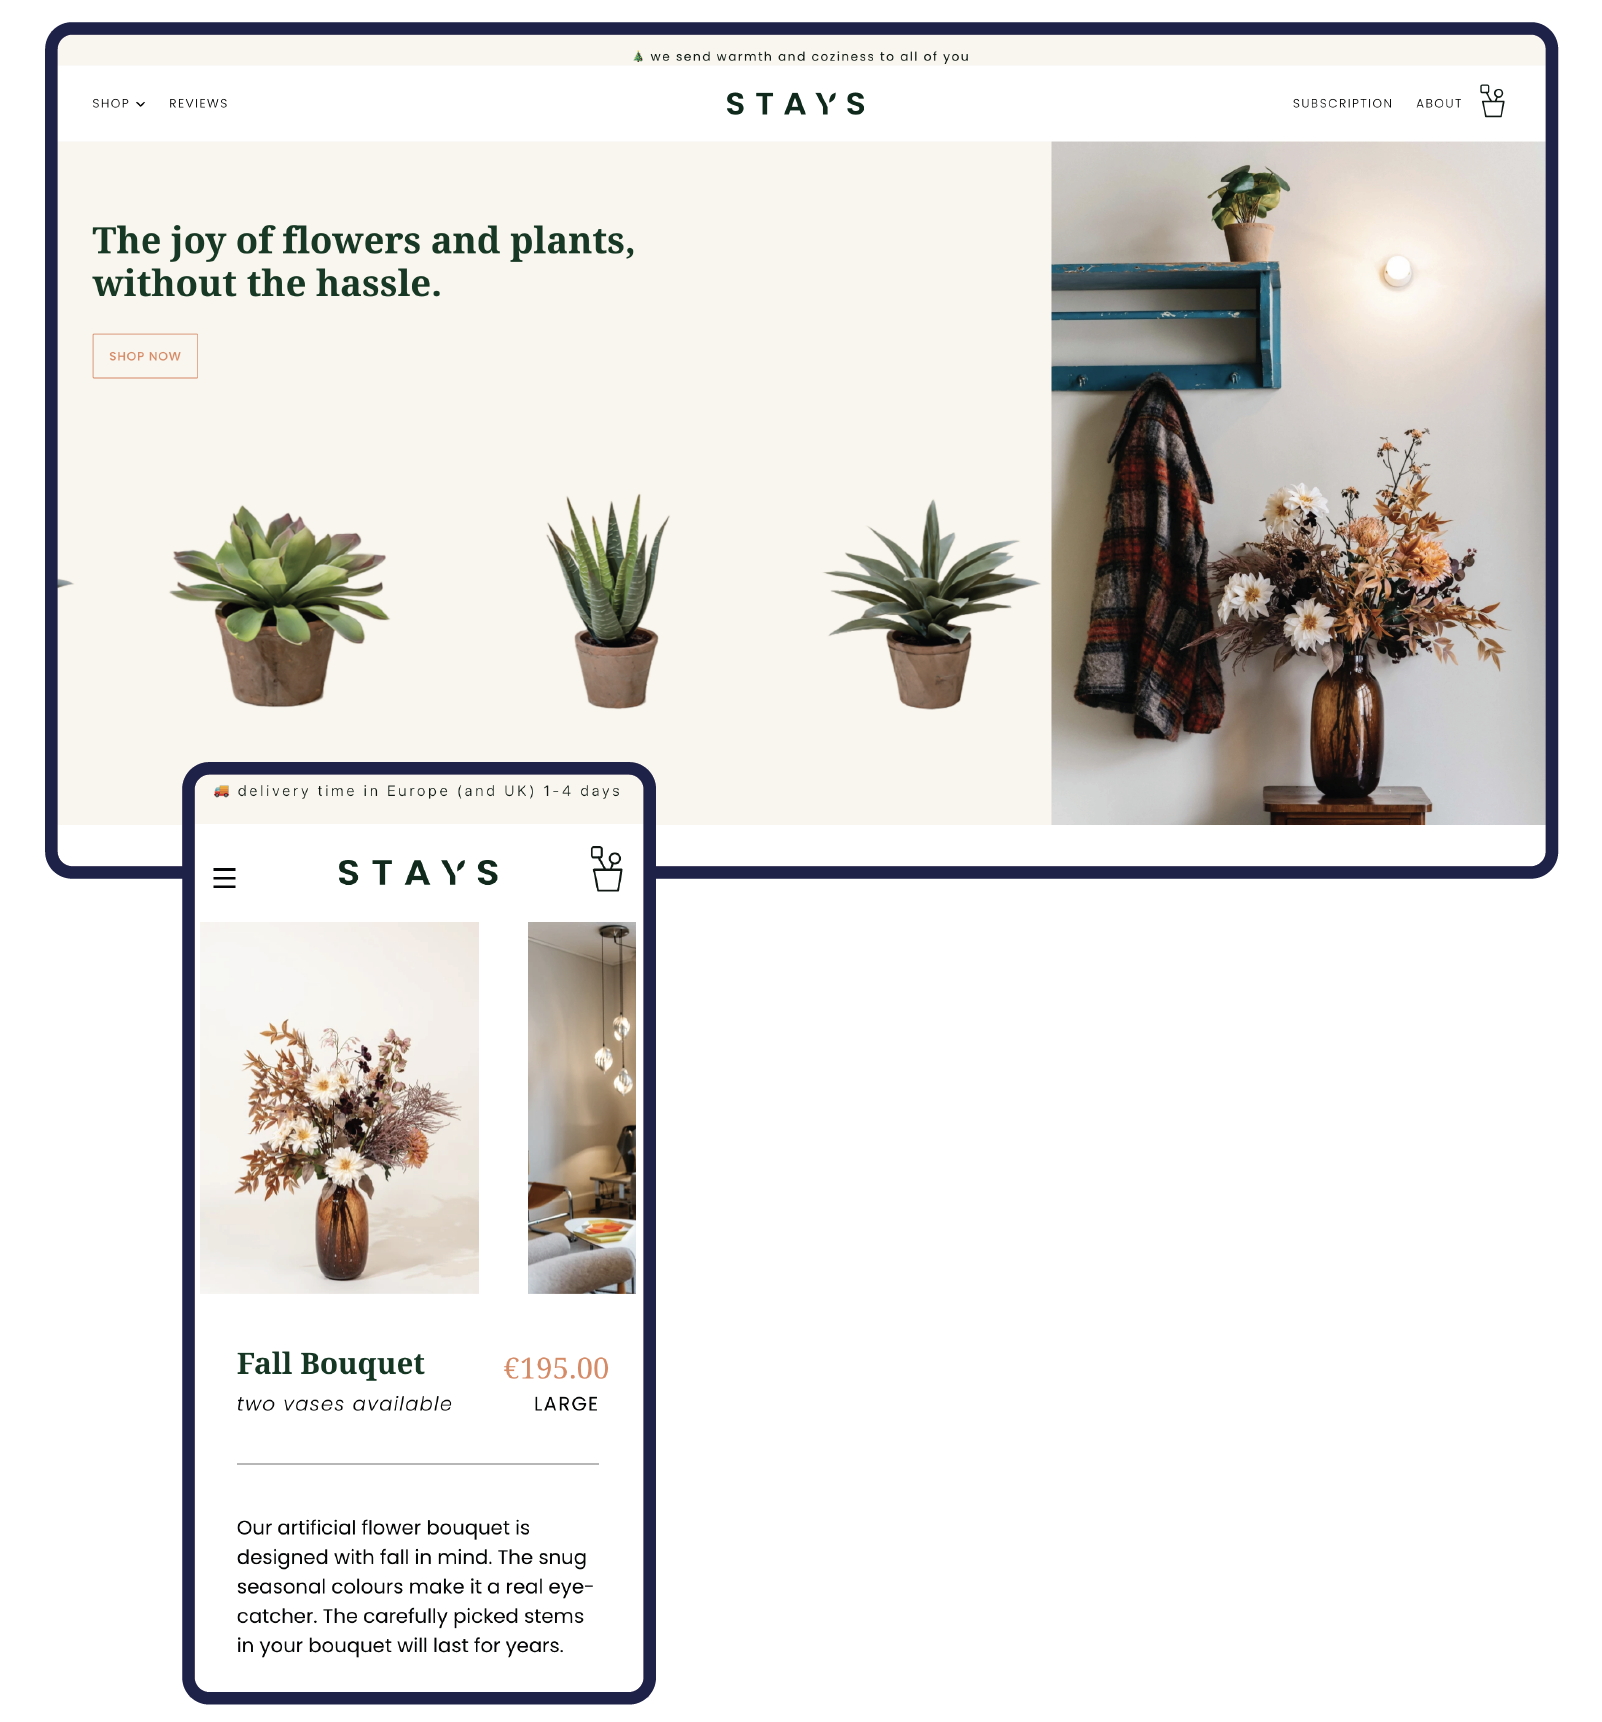 🎄 we send warmth and coziness to all of you
SHOP REVIEWS STAYS SUBSCRIPTION ABOUT
The joy of flowers and plants,
without the hassle.
SHOP NOW
🚚 delivery time in Europe (and UK) 1-4 days
STAYS
Fall Bouquet €195.00
two vases available LARGE
Our artificial flower bouquet is
designed with fall in mind. The snug
seasonal colours make it a real eye-
catcher. The carefully picked stems
in your bouquet will last for years.